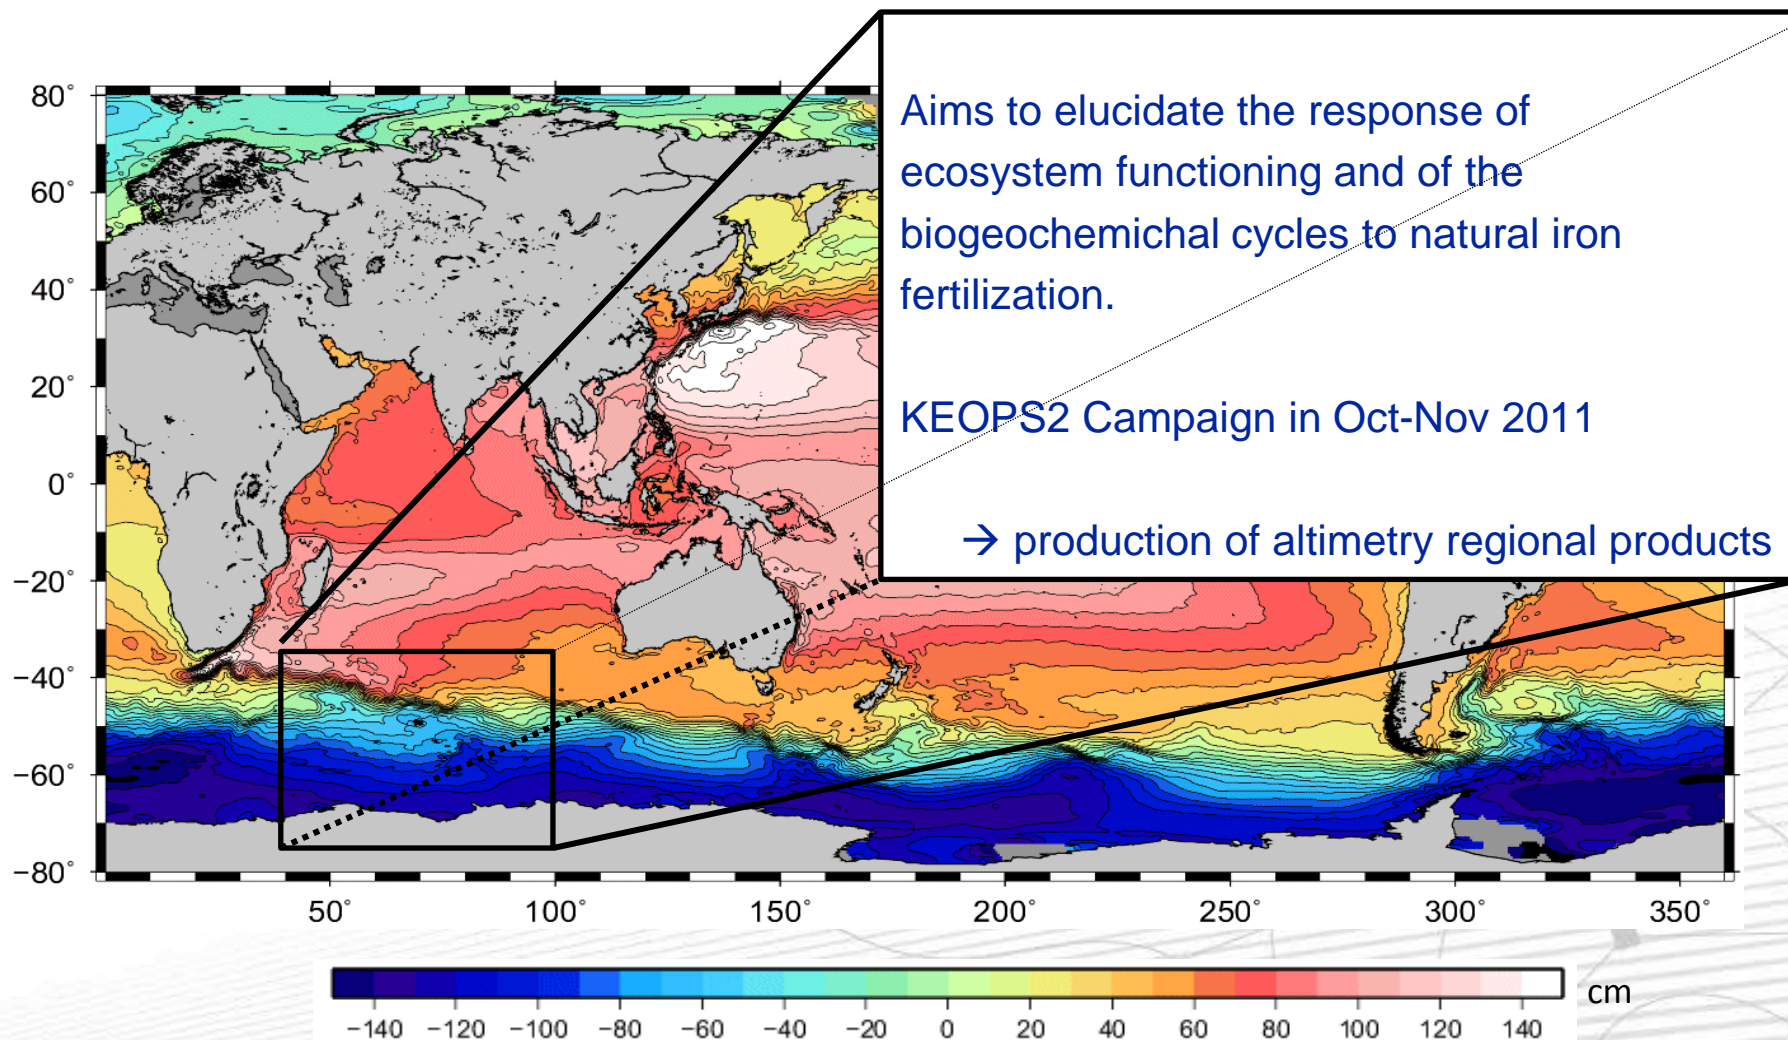 Aims to elucidate the response of
ecosystem functioning and of the
biogeochemichal cycles to natural iron
fertilization.
KEOPS2 Campaign in Oct-Nov 2011
→ production of altimetry regional products
80°
60°
40°
20°
0°
−20°
−40°
−60°
−80°
50° 100° 150° 200° 250° 300° 350°
cm
−140 −120 −100 −80 −60 −40 −20 0 20 40 60 80 100 120 140